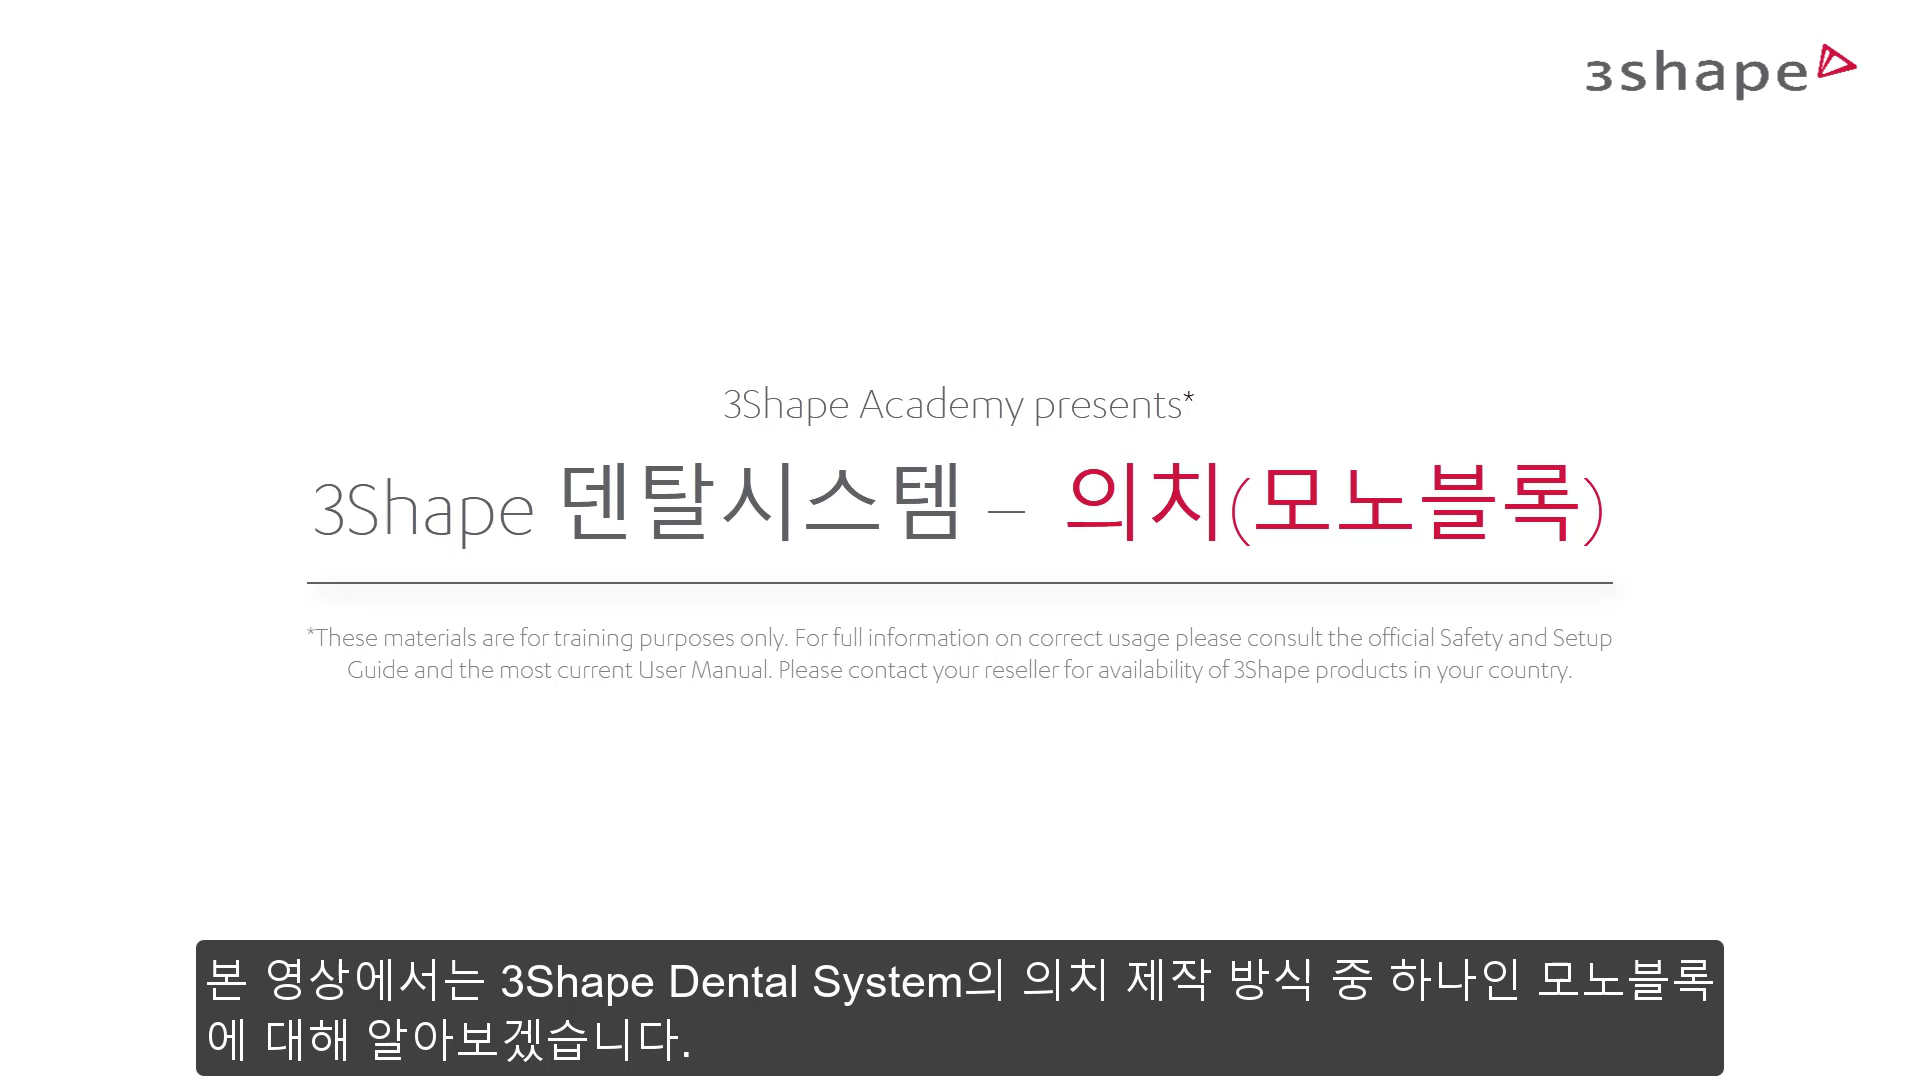 3shape
3Shape Academy presents*
3Shape 덴탈시스템 – 의치(모노블록)
*These materials are for training purposes only. For full information on correct usage please consult the official Safety and Setup
Guide and the most current User Manual. Please contact your reseller for availability of 3Shape products in your country.
본 영상에서는 3Shape Dental System의 의치 제작 방식 중 하나인 모노블록
에 대해 알아보겠습니다.